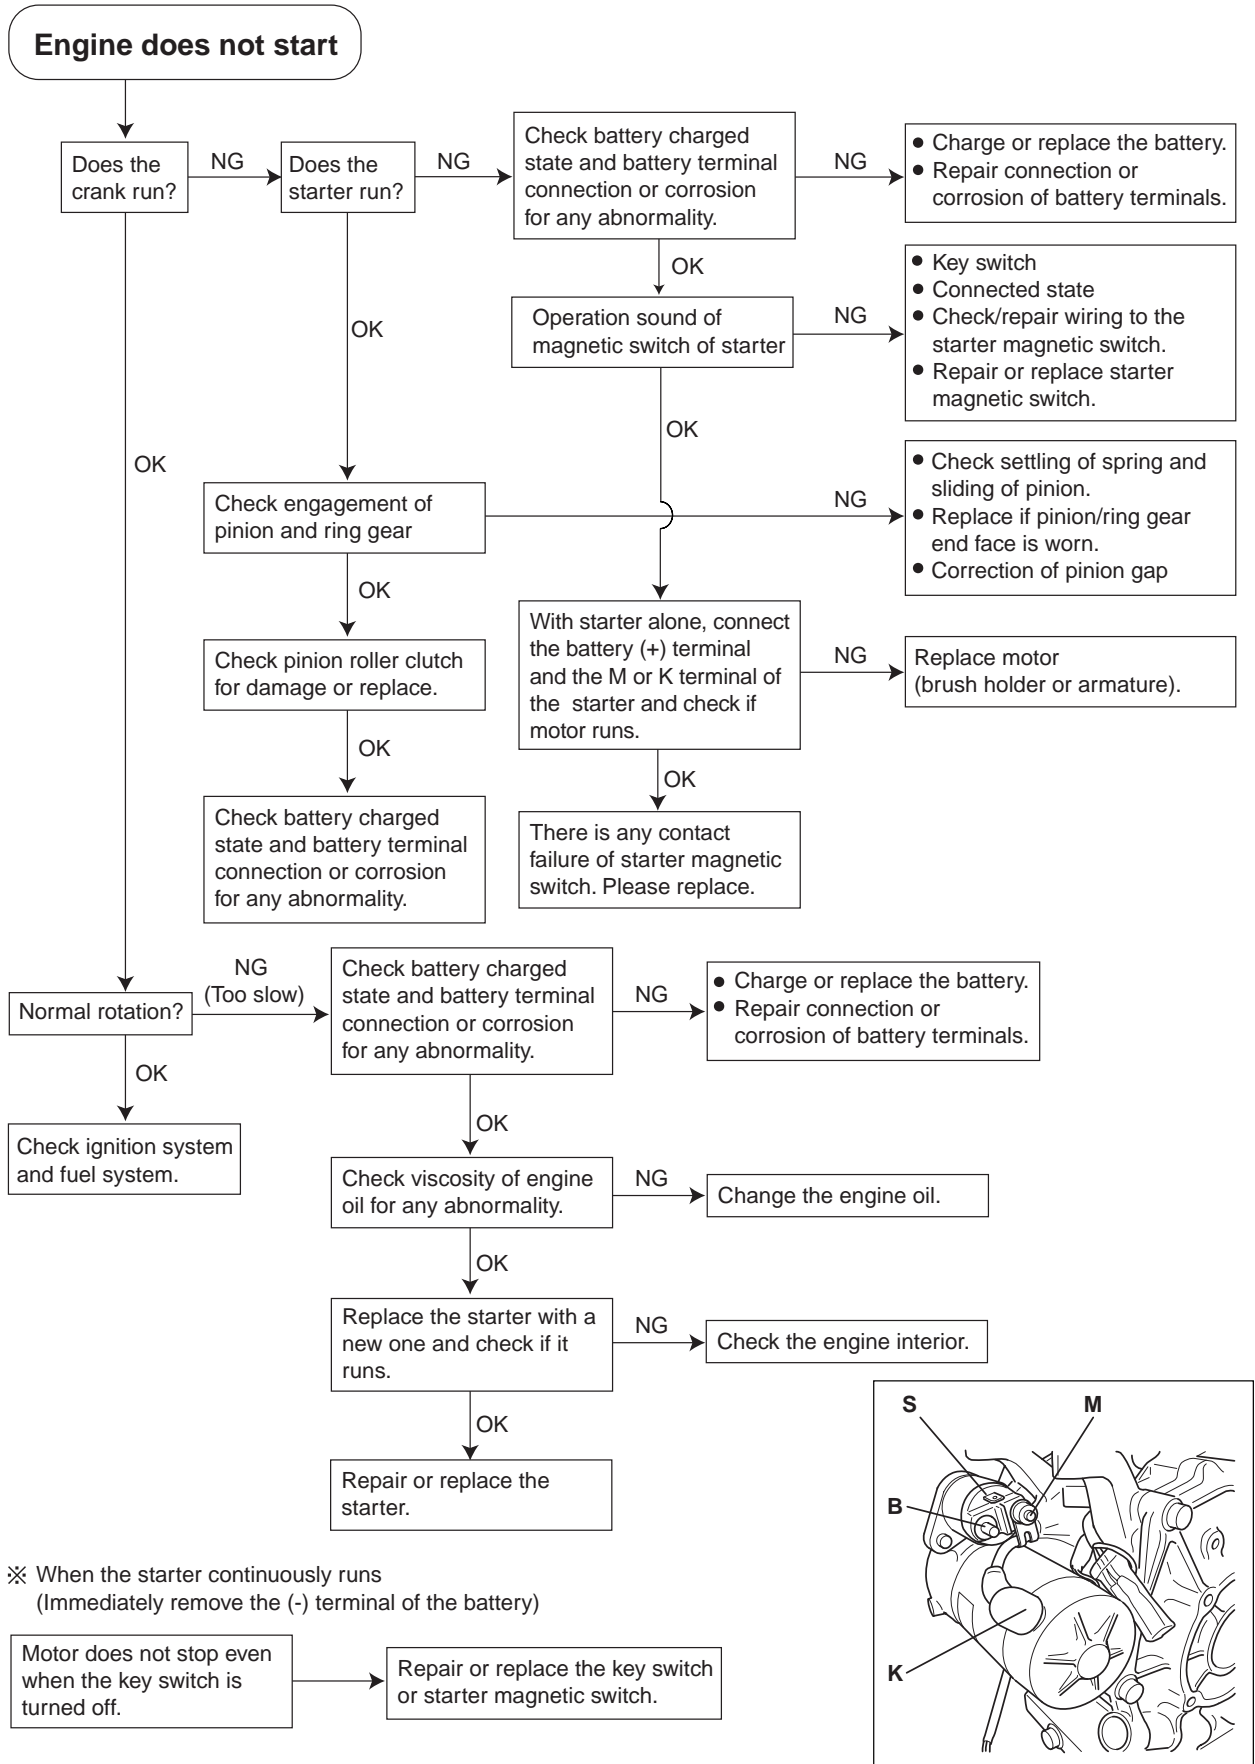 Engine does not start
Does the
crank run?
NG
Does the
starter run?
NG
Check battery charged
state and battery terminal
connection or corrosion
for any abnormality.
NG
● Charge or replace the battery.
● Repair connection or
corrosion of battery terminals.
OK
Operation sound of
magnetic switch of starter
NG
● Key switch
● Connected state
● Check/repair wiring to the
starter magnetic switch.
● Repair or replace starter
magnetic switch.
OK
OK
OK
Check engagement of
pinion and ring gear
NG
● Check settling of spring and
sliding of pinion.
● Replace if pinion/ring gear
end face is worn.
● Correction of pinion gap
OK
Check pinion roller clutch
for damage or replace.
OK
Check battery charged
state and battery terminal
connection or corrosion
for any abnormality.
With starter alone, connect
the battery (+) terminal
and the M or K terminal of
the starter and check if
motor runs.
NG
Replace motor
(brush holder or armature).
OK
There is any contact
failure of starter magnetic
switch. Please replace.
Normal rotation?
NG
(Too slow)
Check battery charged
state and battery terminal
connection or corrosion
for any abnormality.
NG
● Charge or replace the battery.
● Repair connection or
corrosion of battery terminals.
OK
Check ignition system
and fuel system.
OK
Check viscosity of engine
oil for any abnormality.
NG
Change the engine oil.
OK
Replace the starter with a
new one and check if it
runs.
NG
Check the engine interior.
OK
Repair or replace the
starter.
S
M
B
K
※ When the starter continuously runs
(Immediately remove the (-) terminal of the battery)
Motor does not stop even
when the key switch is
turned off.
Repair or replace the key switch
or starter magnetic switch.